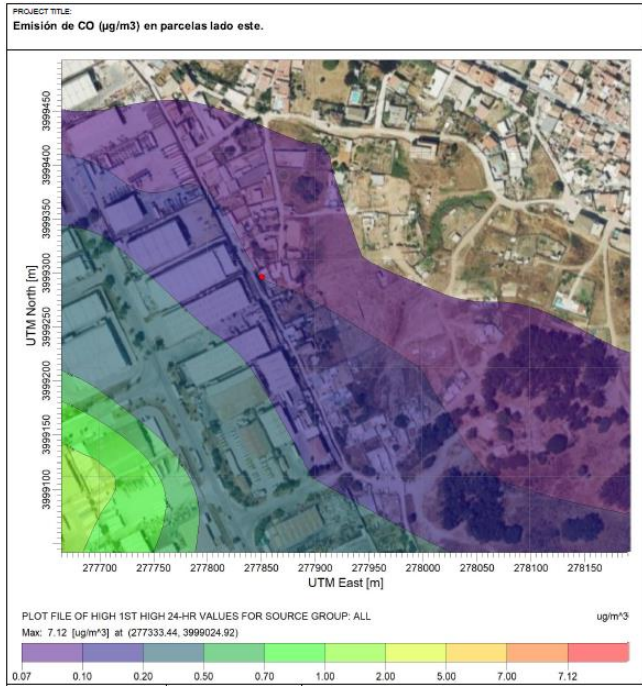 PROJECT TITLE:
Emisión de CO (µg/m3) en parcelas lado este.
UTM North [m]
3999450
3999400
3999350
3999300
3999250
3999200
3999150
3999100
277700 277750 277800 277850 277900 277950 278000 278050 278100 278150
UTM East [m]
PLOT FILE OF HIGH 1ST HIGH 24-HR VALUES FOR SOURCE GROUP: ALL ug/m^3
Max: 7.12 [ug/m^3] at (277333.44, 3999024.92)
0.07 0.10 0.20 0.50 0.70 1.00 2.00 5.00 7.00 7.12